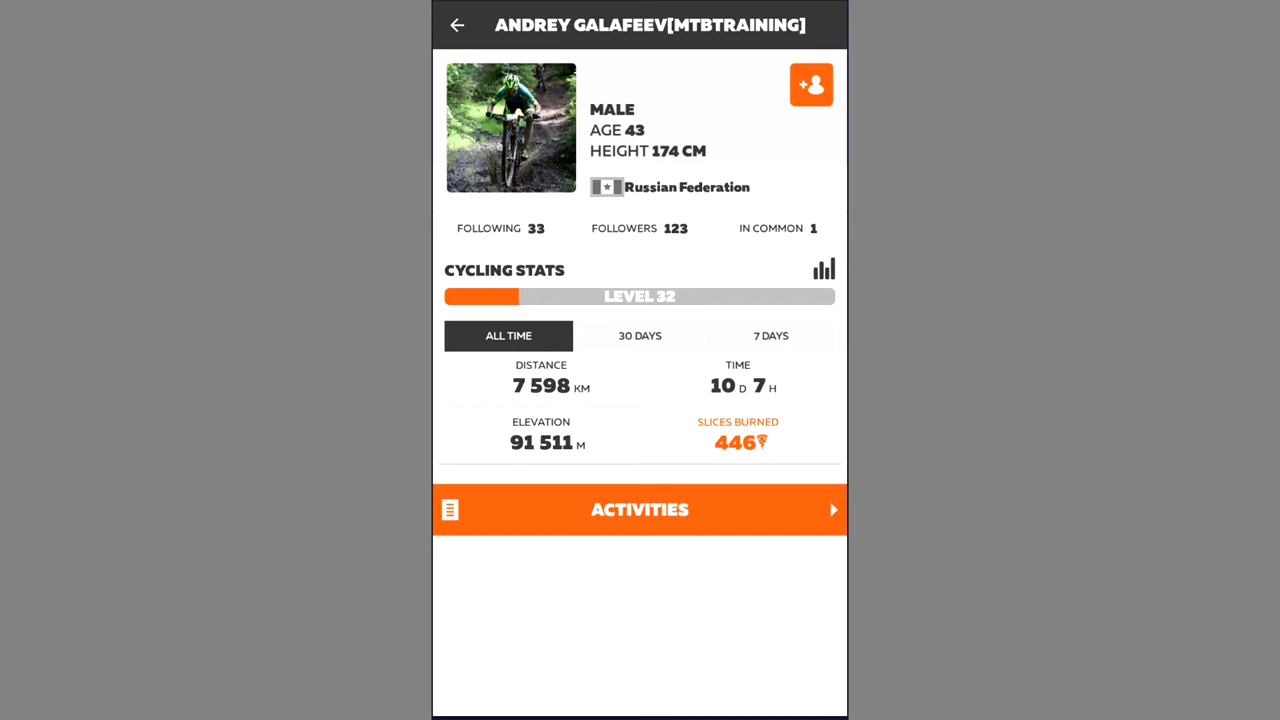 ANDREY GALAFEEV[MTBTRAINING]
MALE
AGE 43
HEIGHT 174 CM
Russian Federation
FOLLOWING 33 FOLLOWERS 123 IN COMMON 1
CYCLING STATS
LEVEL 32
ALL TIME 30 DAYS 7 DAYS
DISTANCE TIME
7 598 KM 10 D 7 H
ELEVATION SLICES BURNED
91 511 M 446
ACTIVITIES